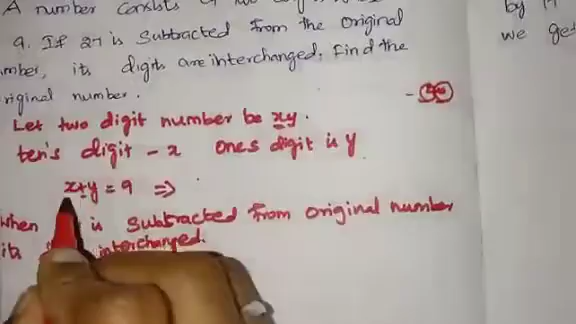 A number consists of two
9. If 27 is subtracted from the original
number, its digits are interchanged. Find the
original number.
Let two digit number be xy.
ten's digit - x ones digit is y
x+y = 9 ⇒
When is subtracted from original number
its interchanged.
by
we get